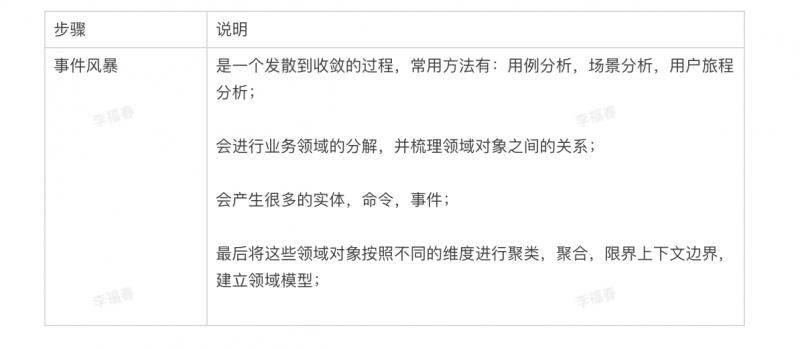 步骤
说明
事件风暴
是一个发散到收敛的过程，常用方法有：用例分析，场景分析，用户旅程
分析；
会进行业务领域的分解，并梳理领域对象之间的关系；
会产生很多的实体，命令，事件；
最后将这些领域对象按照不同的维度进行聚类，聚合，限界上下文边界，
建立领域模型；
李福春
李福春
李福春
李福春